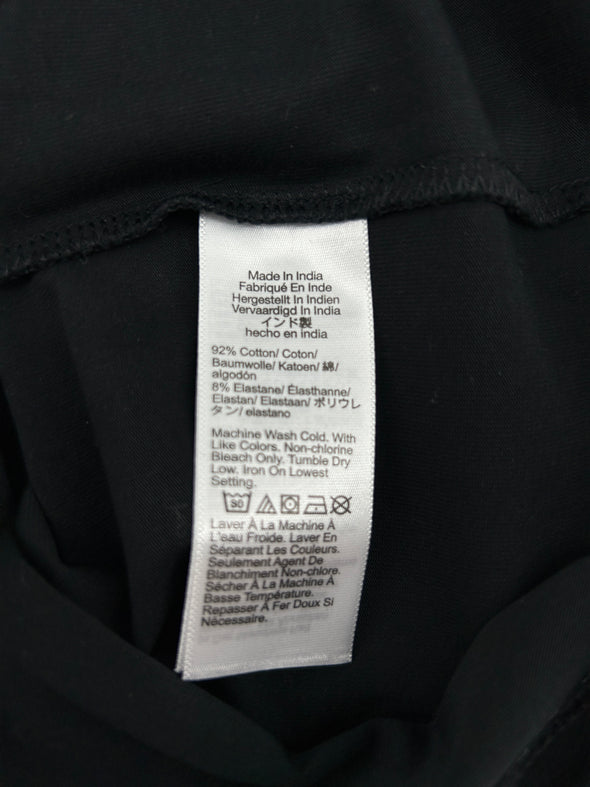 Made In India
Fabriqué En Inde
Hergestellt In Indien
Vervaardigd In India
インド製
hecho en india
92% Cotton/ Coton/
Baumwolle/ Katoen/ 綿/
algodón
8% Elastane/ Élasthanne/
Elastan/ Elastaan/ ポリウレ
タン/ elastano
Machine Wash Cold. With
Like Colors. Non-chlorine
Bleach Only. Tumble Dry
Low. Iron On Lowest
Setting.
Laver À La Machine À
L'eau Froide. Laver En
Séparant Les Couleurs.
Seulement Agent De
Blanchiment Non-chlore.
Sécher À La Machine À
Basse Température.
Repasser À Fer Doux Si
Nécessaire.